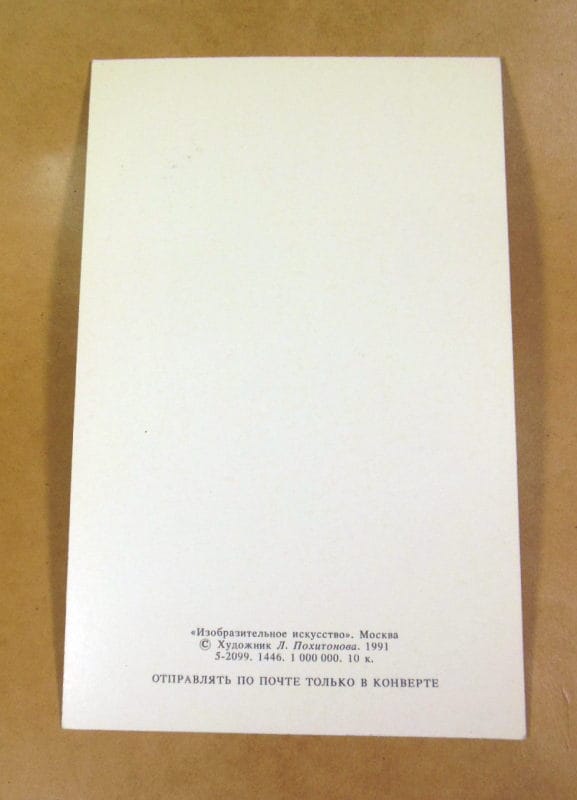 «Изобразительное искусство». Москва
© Художник Л. Похитонова. 1991
5-2099. 1446. 1 000 000. 10 к.
ОТПРАВЛЯТЬ ПО ПОЧТЕ ТОЛЬКО В КОНВЕРТЕ